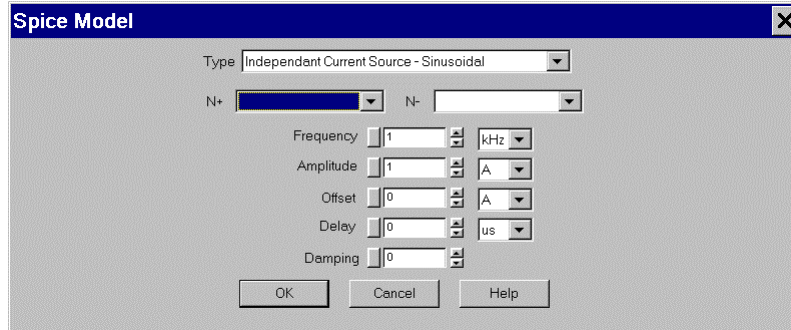 Spice Model
Type Independant Current Source - Sinusoidal
N+ N-
Frequency 1 kHz
Amplitude 1 A
Offset 0 A
Delay 0 us
Damping 0
OK Cancel Help